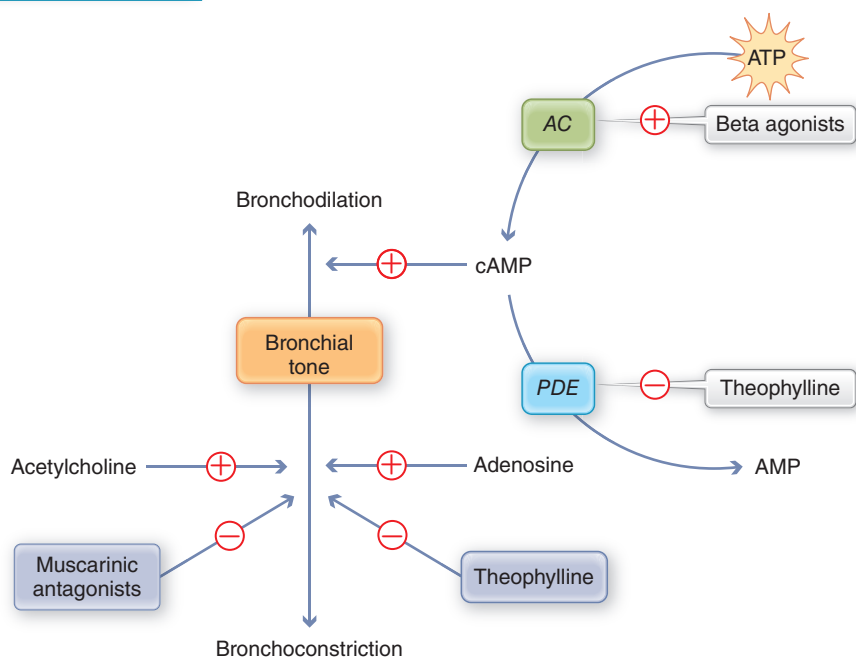 ATP
AC
+
Beta agonists
Bronchodilation
+
cAMP
Bronchial
tone
PDE
−
Theophylline
Acetylcholine
+
+
Adenosine
AMP
−
−
Muscarinic
antagonists
Theophylline
Bronchoconstriction